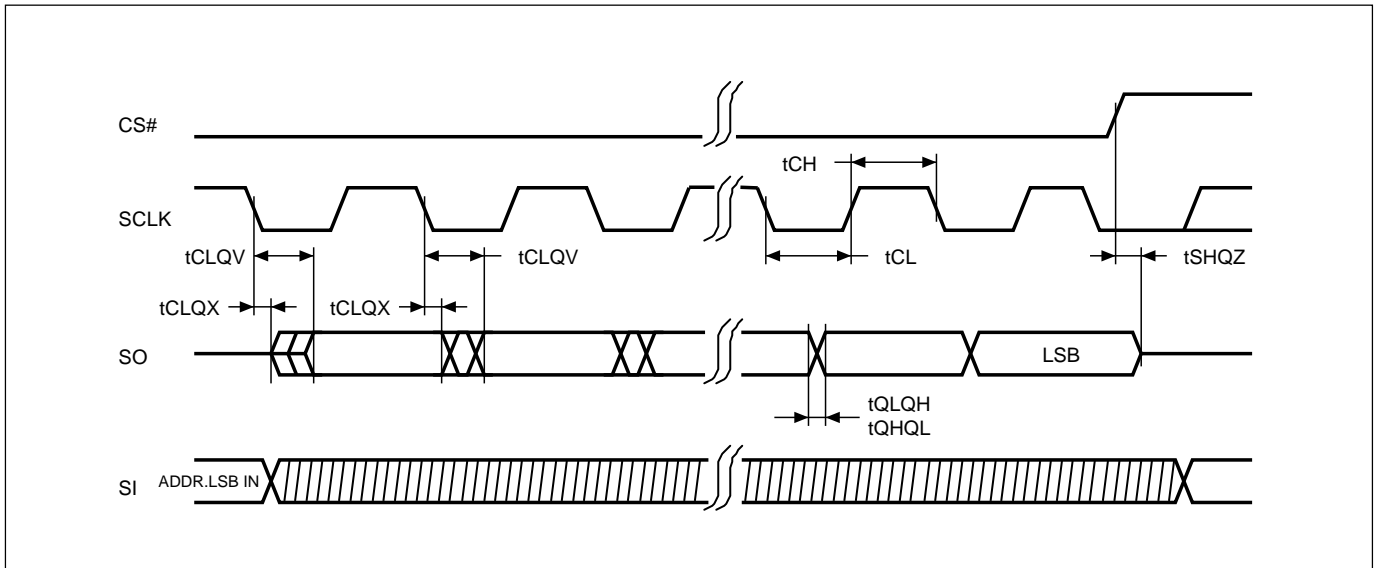 CS#
tCH
SCLK
tCLQV
tCLQV
tCL
tSHQZ
tCLQX
tCLQX
SO
LSB
tQLQH
tQHQL
SI
ADDR.LSB IN